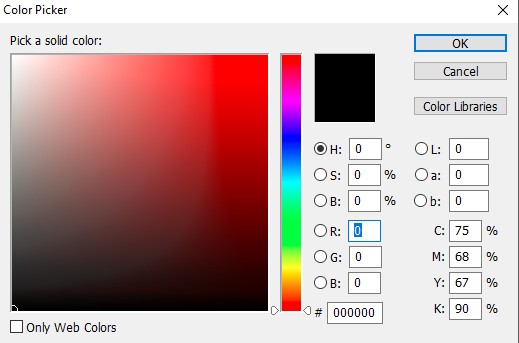 Color Picker
Pick a solid color:
OK
Cancel
Color Libraries
H: 0 °
S: 0 %
B: 0 %
R: 0
G: 0
B: 0
# 000000
L: 0
a: 0
b: 0
C: 75 %
M: 68 %
Y: 67 %
K: 90 %
Only Web Colors